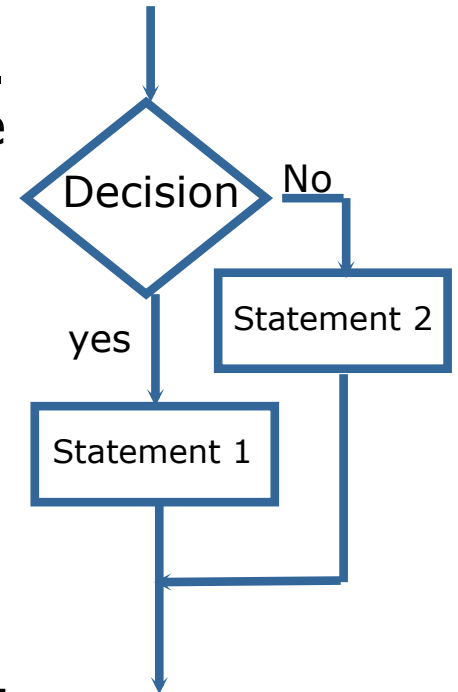 e
Decision
No
Statement 2
yes
Statement 1